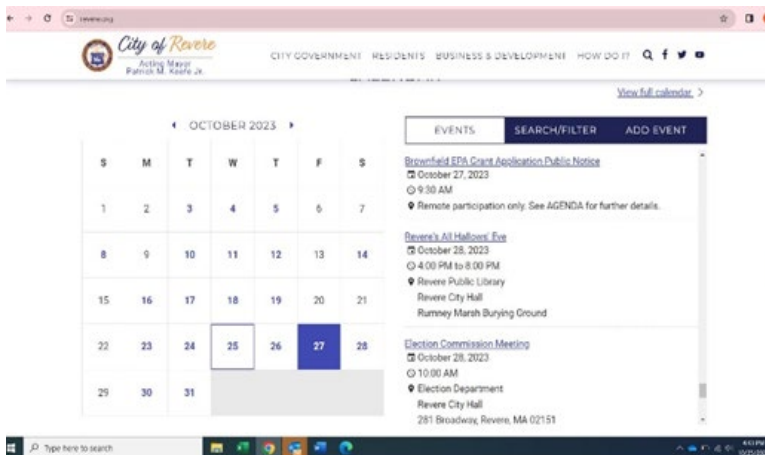 revere.org
City of Revere
Acting Mayor
Patrick M. Keefe Jr.
CITY GOVERNMENT RESIDENTS BUSINESS & DEVELOPMENT HOW DO I?
View full calendar
OCTOBER 2023
S M T W T F S
1 2 3 4 5 6 7
8 9 10 11 12 13 14
15 16 17 18 19 20 21
22 23 24 25 26 27 28
29 30 31
EVENTS SEARCH/FILTER ADD EVENT
Brownfield EPA Grant Application Public Notice
October 27, 2023
9:30 AM
Remote participation only. See AGENDA for further details.
Revere's All Hallows' Eve
October 28, 2023
4:00 PM to 8:00 PM
Revere Public Library
Revere City Hall
Rumney Marsh Burying Ground
Election Commission Meeting
October 28, 2023
10:00 AM
Election Department
Revere City Hall
281 Broadway, Revere, MA 02151
Type here to search